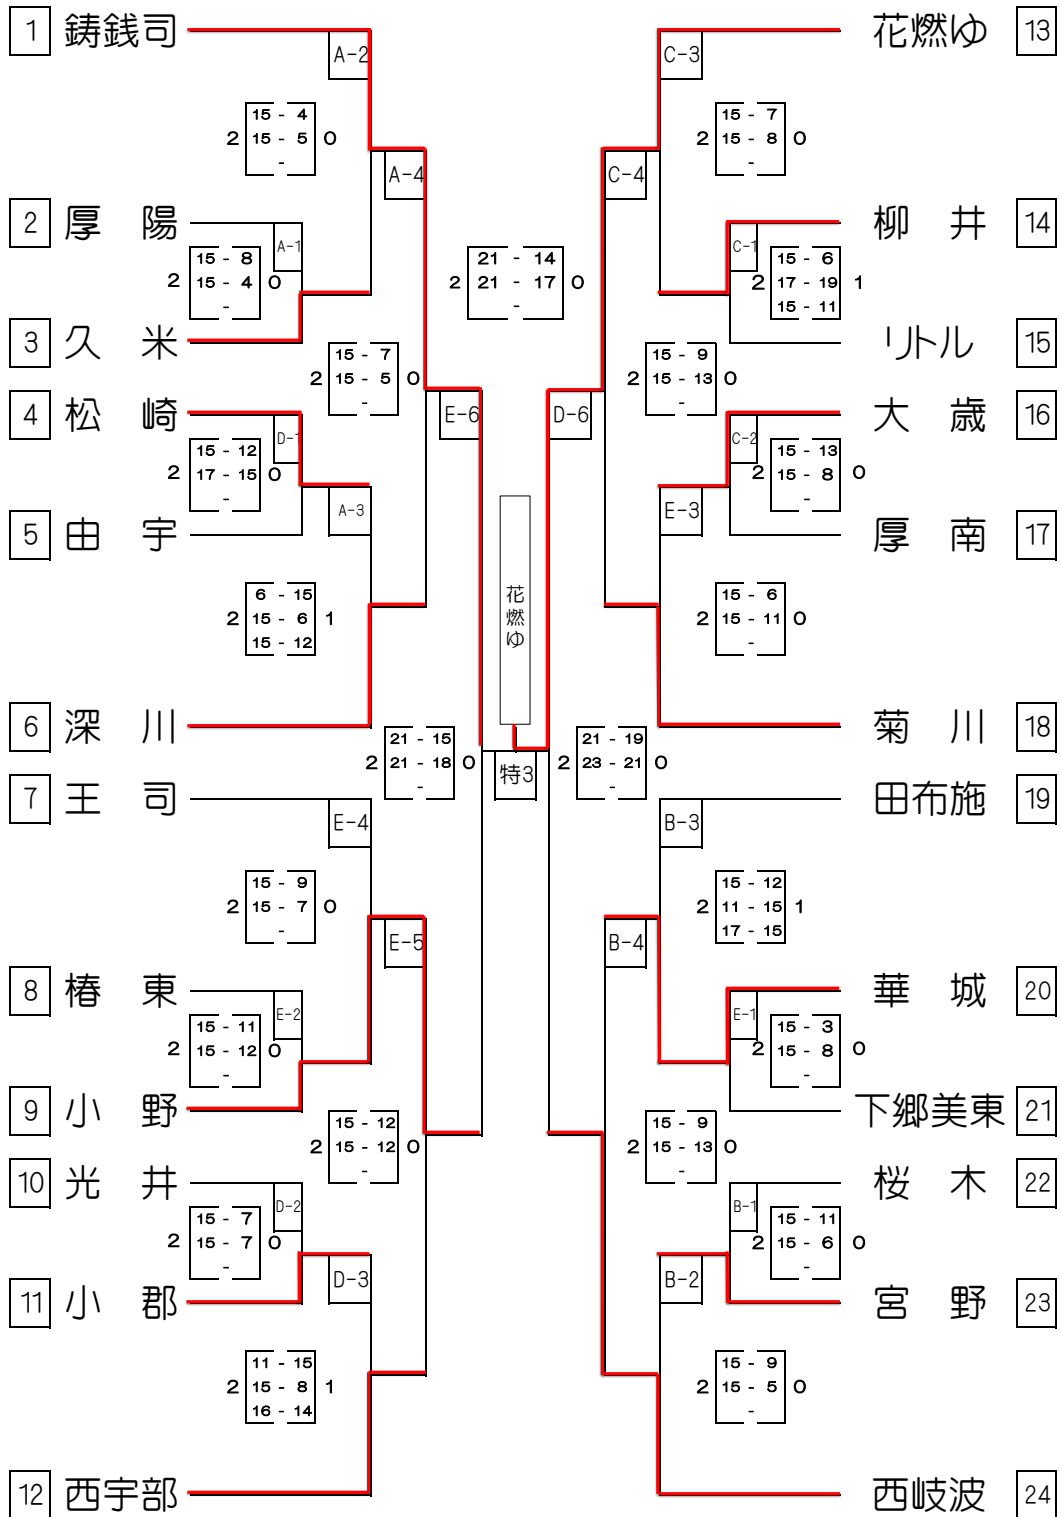 1 鋳銭司
A-2
15 - 4
2 15 - 5 0
-
A-4
2 厚 陽
A-1
15 - 8
2 15 - 4 0
-
3 久 米
15 - 7
2 15 - 5 0
-
4 松 崎
D-1
15 - 12
2 17 - 15 0
-
E-6
5 由 宇
A-3
6 - 15
2 15 - 6 1
15 - 12
6 深 川
21 - 15
2 21 - 18 0
-
7 王 司
E-4
15 - 9
2 15 - 7 0
-
E-5
8 椿 東
E-2
15 - 11
2 15 - 12 0
-
9 小 野
15 - 12
2 15 - 12 0
-
10 光 井
D-2
15 - 7
2 15 - 7 0
-
11 小 郡
D-3
11 - 15
2 15 - 8 1
16 - 14
12 西宇部
21 - 14
2 21 - 17 0
-
花燃ゆ
特3
花燃ゆ 13
C-3
15 - 7
2 15 - 8 0
-
C-4
柳 井 14
C-1
15 - 6
2 17 - 19 1
15 - 11
リトル 15
15 - 9
2 15 - 13 0
-
D-6
大 歳 16
C-2
15 - 13
2 15 - 8 0
-
厚 南 17
E-3
15 - 6
2 15 - 11 0
-
菊 川 18
21 - 19
2 23 - 21 0
-
田布施 19
B-3
15 - 12
2 11 - 15 1
17 - 15
B-4
華 城 20
E-1
15 - 3
2 15 - 8 0
-
下郷美東 21
15 - 9
2 15 - 13 0
-
桜 木 22
B-1
15 - 11
2 15 - 6 0
-
宮 野 23
B-2
15 - 9
2 15 - 5 0
-
西岐波 24